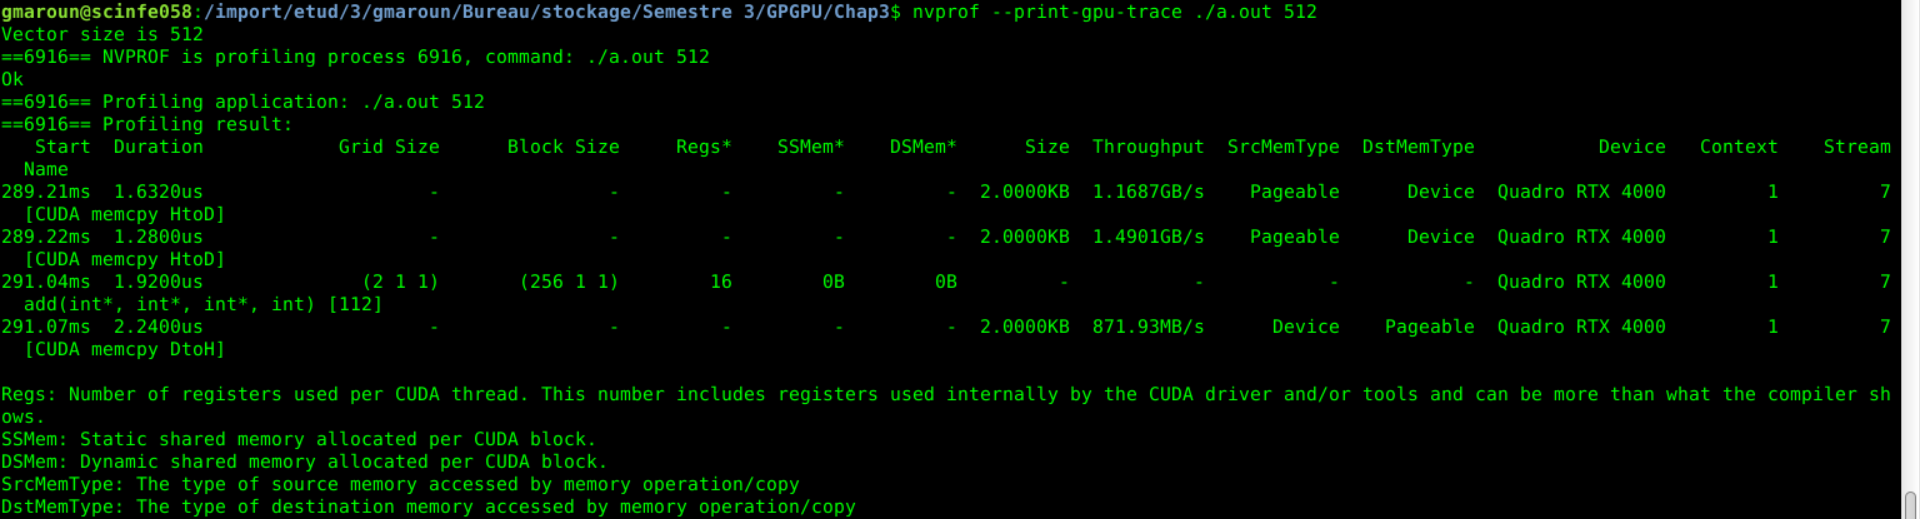 gmaroun@scinfe058:/import/etud/3/gmaroun/Bureau/stockage/Semestre 3/GPGPU/Chap3$ nvprof --print-gpu-trace ./a.out 512
Vector size is 512
==6916== NVPROF is profiling process 6916, command: ./a.out 512
Ok
==6916== Profiling application: ./a.out 512
==6916== Profiling result:
   Start  Duration            Grid Size      Block Size     Regs*    SSMem*    DSMem*      Size  Throughput  SrcMemType  DstMemType           Device   Context    Stream
  Name
289.21ms  1.6320us                    -               -         -         -         -  2.0000KB  1.1687GB/s    Pageable      Device  Quadro RTX 4000         1         7
  [CUDA memcpy HtoD]
289.22ms  1.2800us                    -               -         -         -         -  2.0000KB  1.4901GB/s    Pageable      Device  Quadro RTX 4000         1         7
  [CUDA memcpy HtoD]
291.04ms  1.9200us              (2 1 1)       (256 1 1)        16        0B        0B         -           -           -           -  Quadro RTX 4000         1         7
  add(int*, int*, int*, int) [112]
291.07ms  2.2400us                    -               -         -         -         -  2.0000KB  871.93MB/s      Device    Pageable  Quadro RTX 4000         1         7
  [CUDA memcpy DtoH]
Regs: Number of registers used per CUDA thread. This number includes registers used internally by the CUDA driver and/or tools and can be more than what the compiler sh
ows.
SSMem: Static shared memory allocated per CUDA block.
DSMem: Dynamic shared memory allocated per CUDA block.
SrcMemType: The type of source memory accessed by memory operation/copy
DstMemType: The type of destination memory accessed by memory operation/copy